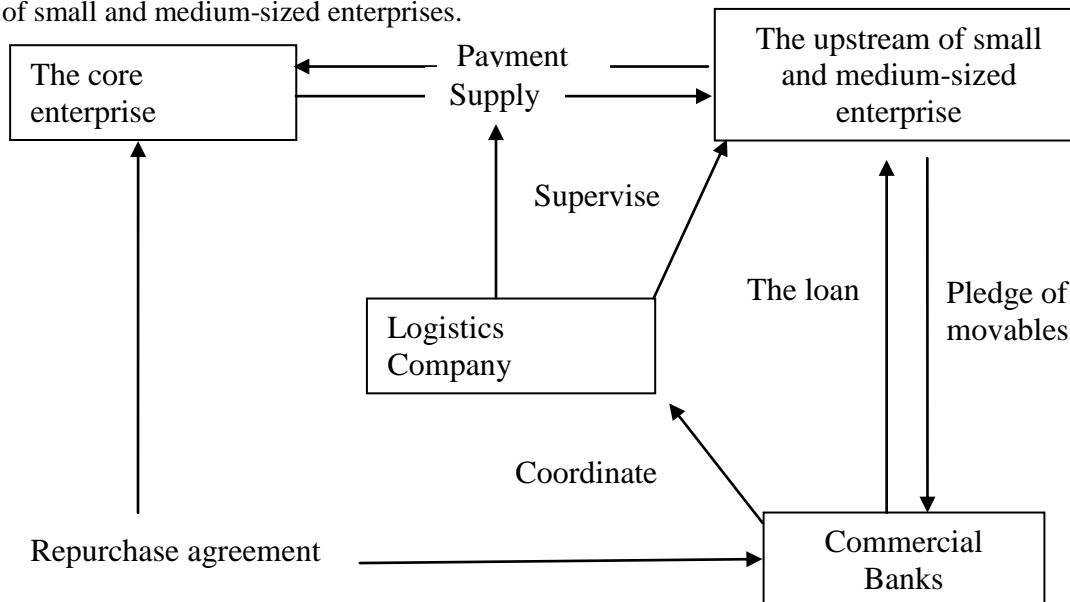 of small and medium-sized enterprises.
The core
enterprise
Payment
Supply
The upstream of small
and medium-sized
enterprise
Supervise
Logistics
Company
The loan
Pledge of
movables
Coordinate
Repurchase agreement
Commercial
Banks